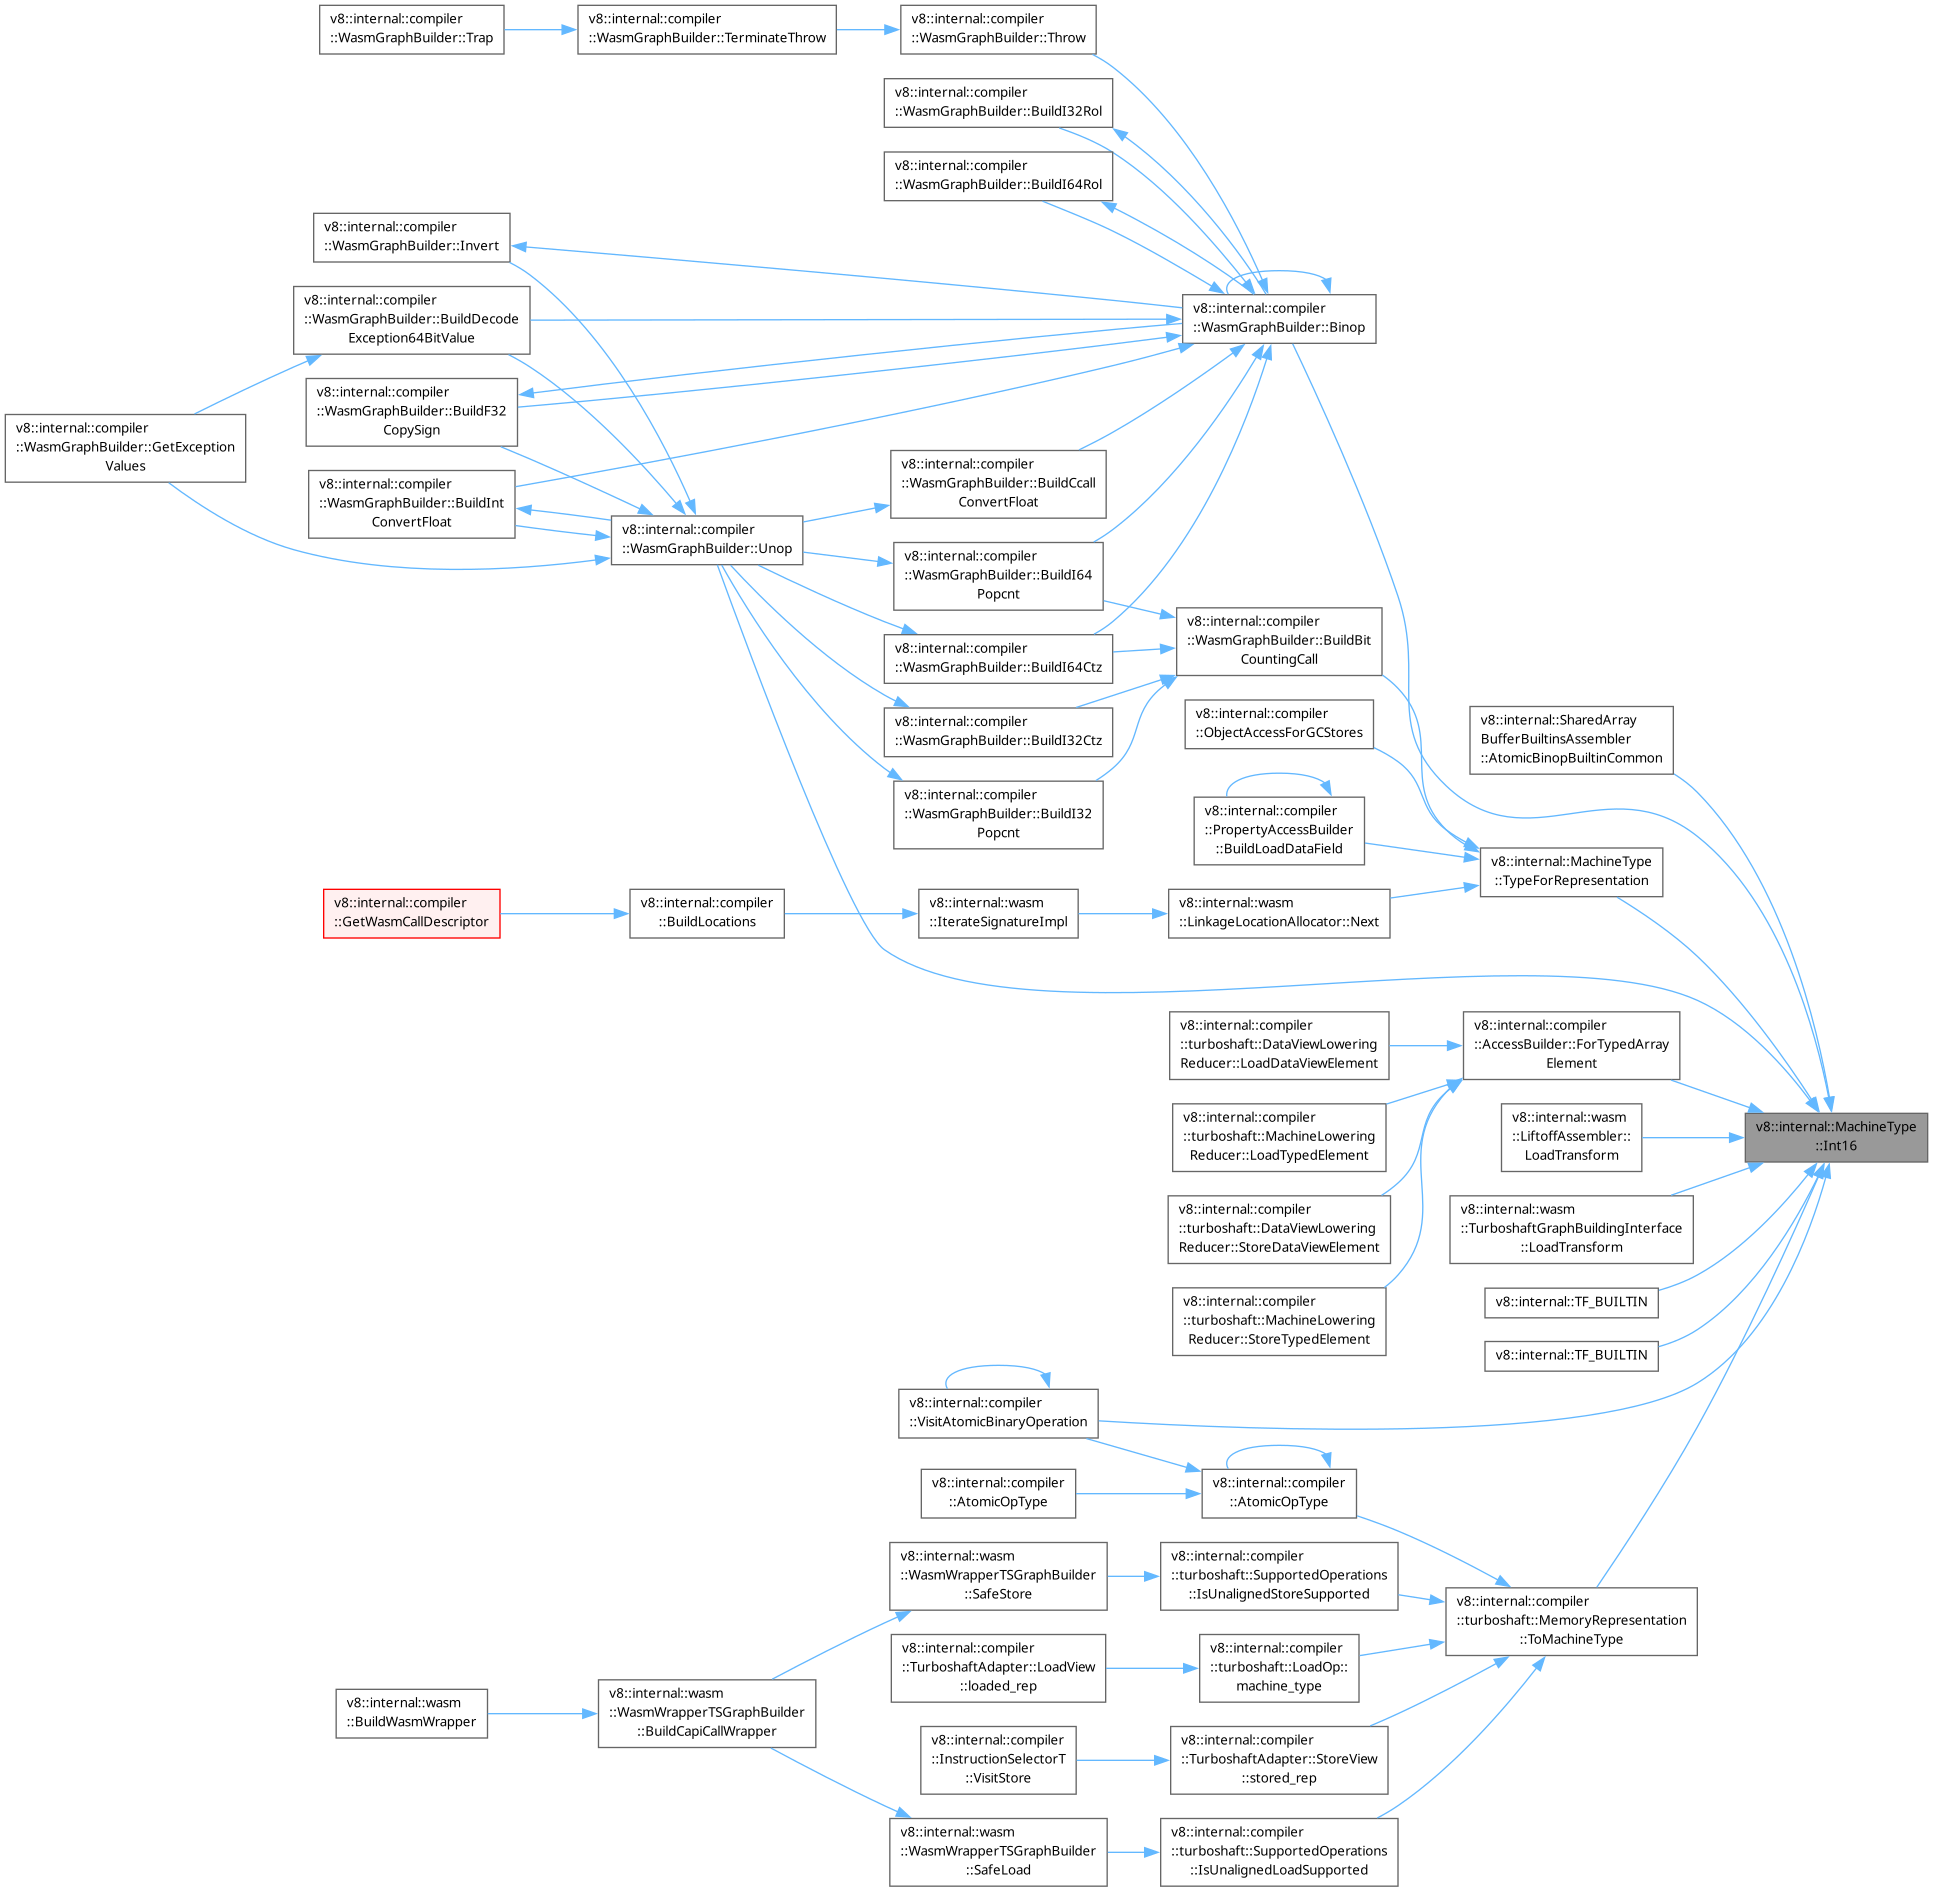 v8::internal::compiler
::WasmGraphBuilder::Trap
v8::internal::compiler
::WasmGraphBuilder::TerminateThrow
v8::internal::compiler
::WasmGraphBuilder::Throw
v8::internal::compiler
::WasmGraphBuilder::BuildI32Rol
v8::internal::compiler
::WasmGraphBuilder::BuildI64Rol
v8::internal::compiler
::WasmGraphBuilder::Invert
v8::internal::compiler
::WasmGraphBuilder::BuildDecode
Exception64BitValue
v8::internal::compiler
::WasmGraphBuilder::Binop
v8::internal::compiler
::WasmGraphBuilder::BuildF32
CopySign
v8::internal::compiler
::WasmGraphBuilder::GetException
Values
v8::internal::compiler
::WasmGraphBuilder::BuildInt
ConvertFloat
v8::internal::compiler
::WasmGraphBuilder::BuildCcall
ConvertFloat
v8::internal::compiler
::WasmGraphBuilder::Unop
v8::internal::compiler
::WasmGraphBuilder::BuildI64
Popcnt
v8::internal::compiler
::WasmGraphBuilder::BuildBit
CountingCall
v8::internal::compiler
::WasmGraphBuilder::BuildI64Ctz
v8::internal::compiler
::WasmGraphBuilder::BuildI32Ctz
v8::internal::compiler
::ObjectAccessForGCStores
v8::internal::SharedArray
BufferBuiltinsAssembler
::AtomicBinopBuiltinCommon
v8::internal::compiler
::WasmGraphBuilder::BuildI32
Popcnt
v8::internal::compiler
::PropertyAccessBuilder
::BuildLoadDataField
v8::internal::MachineType
::TypeForRepresentation
v8::internal::compiler
::GetWasmCallDescriptor
v8::internal::compiler
::BuildLocations
v8::internal::wasm
::IterateSignatureImpl
v8::internal::wasm
::LinkageLocationAllocator::Next
v8::internal::compiler
::turboshaft::DataViewLowering
Reducer::LoadDataViewElement
v8::internal::compiler
::AccessBuilder::ForTypedArray
Element
v8::internal::compiler
::turboshaft::MachineLowering
Reducer::LoadTypedElement
v8::internal::wasm
::LiftoffAssembler::
LoadTransform
v8::internal::MachineType
::Int16
v8::internal::compiler
::turboshaft::DataViewLowering
Reducer::StoreDataViewElement
v8::internal::wasm
::TurboshaftGraphBuildingInterface
::LoadTransform
v8::internal::compiler
::turboshaft::MachineLowering
Reducer::StoreTypedElement
v8::internal::TF_BUILTIN
v8::internal::TF_BUILTIN
v8::internal::compiler
::VisitAtomicBinaryOperation
v8::internal::compiler
::AtomicOpType
v8::internal::compiler
::AtomicOpType
v8::internal::wasm
::WasmWrapperTSGraphBuilder
::SafeStore
v8::internal::compiler
::turboshaft::SupportedOperations
::IsUnalignedStoreSupported
v8::internal::compiler
::turboshaft::MemoryRepresentation
::ToMachineType
v8::internal::compiler
::TurboshaftAdapter::LoadView
::loaded_rep
v8::internal::compiler
::turboshaft::LoadOp::
machine_type
v8::internal::wasm
::BuildWasmWrapper
v8::internal::wasm
::WasmWrapperTSGraphBuilder
::BuildCapiCallWrapper
v8::internal::compiler
::InstructionSelectorT
::VisitStore
v8::internal::compiler
::TurboshaftAdapter::StoreView
::stored_rep
v8::internal::wasm
::WasmWrapperTSGraphBuilder
::SafeLoad
v8::internal::compiler
::turboshaft::SupportedOperations
::IsUnalignedLoadSupported